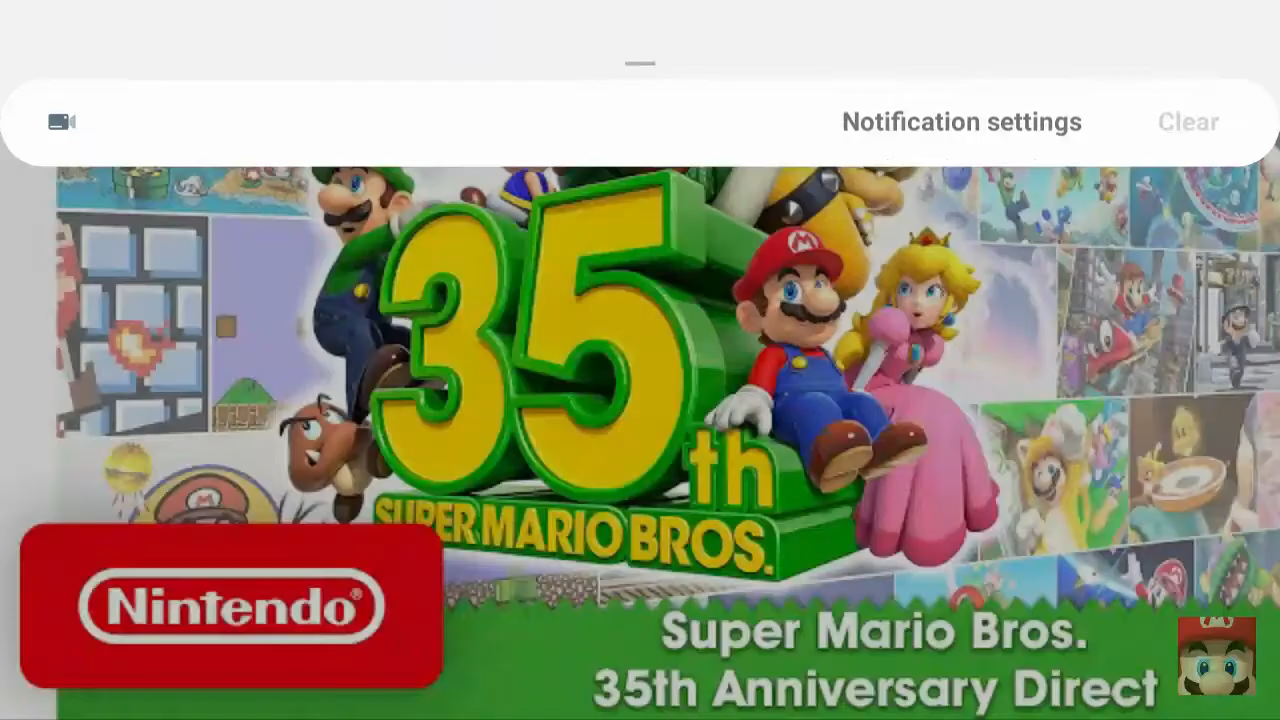 Notification settings Clear
35
th
SUPER MARIO BROS.
Nintendo®
Super Mario Bros.
35th Anniversary Direct